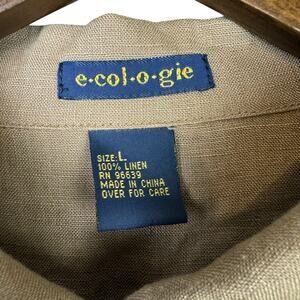 e·col·o·gie
SIZE: L
100% LINEN
RN 96639
MADE IN CHINA
OVER FOR CARE